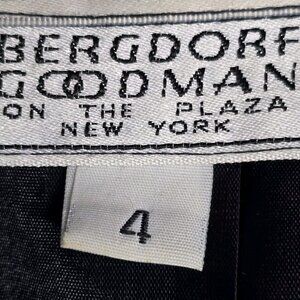 BERGDORF
GOODMAN
ON THE PLAZA
NEW YORK
4